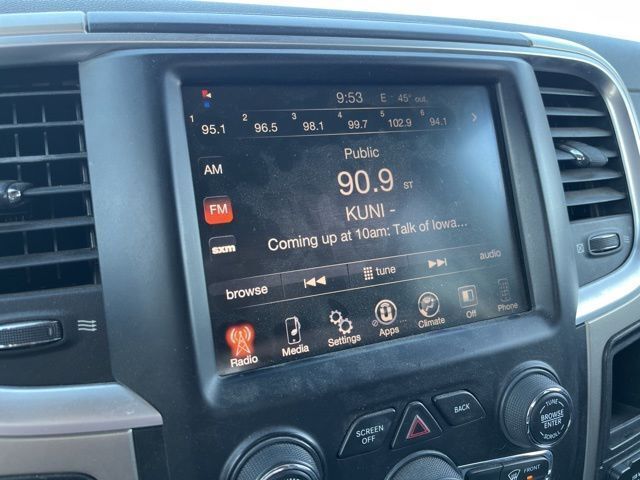 9:53 E 45° out.
1 95.1 2 96.5 3 98.1 4 99.7 5 102.9 6 94.1
Public
AM
90.9 ST
FM
KUNI -
Coming up at 10am: Talk of Iowa...
sxm
browse tune audio
Radio Media Settings Apps Climate Off Phone
SCREEN OFF
BACK
TUNE
BROWSE
ENTER
SCROLL
FRONT